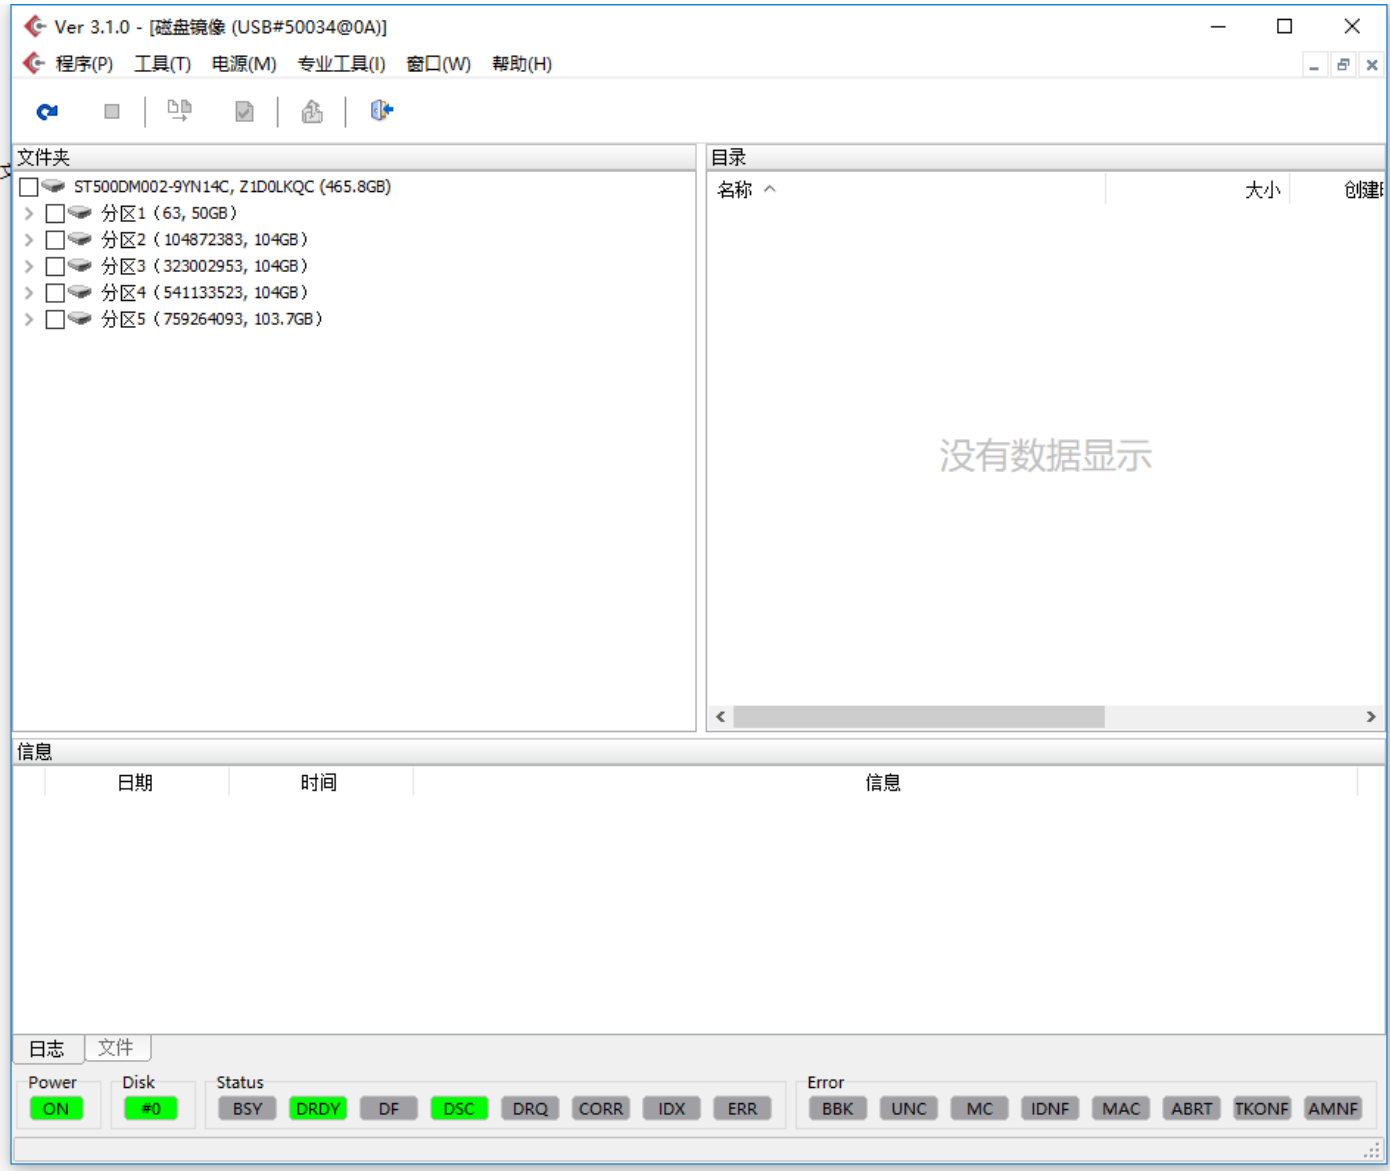 Ver 3.1.0 - [磁盘镜像 (USB#50034@0A)]
程序(P) 工具(T) 电源(M) 专业工具(I) 窗口(W) 帮助(H)
文件夹
ST500DM002-9YN14C, Z1D0LKQC (465.8GB)
分区1 ( 63, 50GB )
分区2 ( 104872383, 104GB )
分区3 ( 323002953, 104GB )
分区4 ( 541133523, 104GB )
分区5 ( 759264093, 103.7GB )
目录
名称 大小 创建
没有数据显示
信息
日期 时间 信息
日志 文件
Power Disk Status Error
ON #0 BSY DRDY DF DSC DRQ CORR IDX ERR BBK UNC MC IDNF MAC ABRT TKONF AMNF